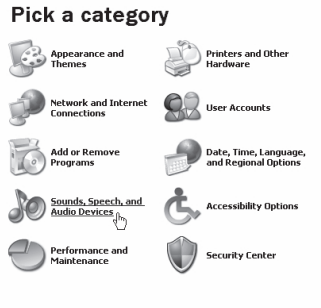 Pick a category
Appearance and
Themes
Printers and Other
Hardware
Network and Internet
Connections
User Accounts
Add or Remove
Programs
Date, Time, Language,
and Regional Options
Sounds, Speech, and
Audio Devices
Accessibility Options
Performance and
Maintenance
Security Center